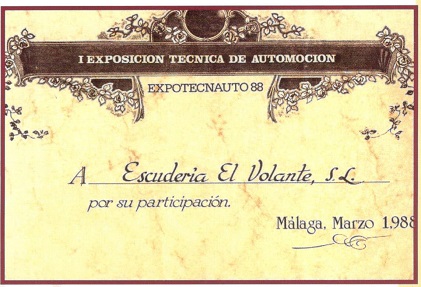 I EXPOSICION TECNICA DE AUTOMOCION
EXPOTECNAUTO 88
A Escuderia El Volante, S.L.
por su participación.
Málaga, Marzo 1.988